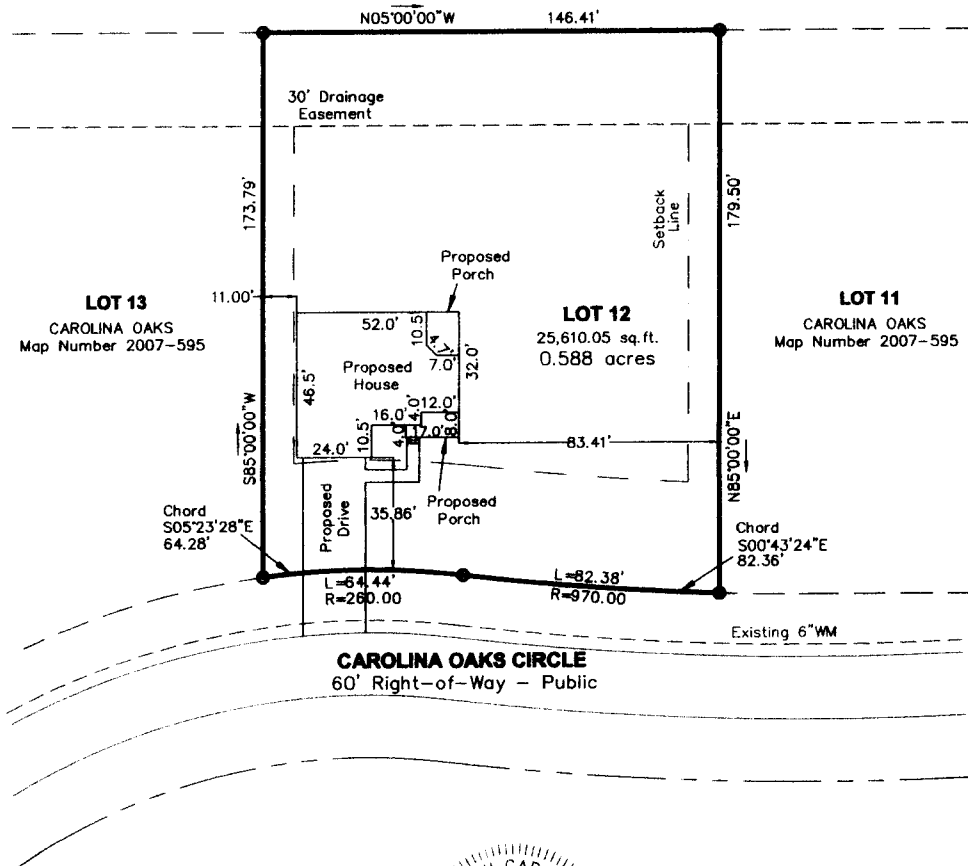 N05°00'00"W 146.41'
30' Drainage
Easement
173.79'
179.50'
Setback
Line
Proposed
Porch
LOT 13
CAROLINA OAKS
Map Number 2007-595
11.00'
LOT 12
25,610.05 sq.ft.
0.588 acres
LOT 11
CAROLINA OAKS
Map Number 2007-595
52.0'
10.5'
7.0'
32.0'
Proposed
House
46.5'
16.0'
4.0'
12.0'
10.5'
4.0'
17.0'
8.0'
24.0'
83.41'
S85°00'00"W
N85°00'00"E
Proposed
Drive
35.86'
Proposed
Porch
Chord
S05°23'28"E
64.28'
Chord
S00°43'24"E
82.36'
L=64.44'
R=260.00
L=82.38'
R=970.00
Existing 6"WM
CAROLINA OAKS CIRCLE
60' Right-of-Way - Public